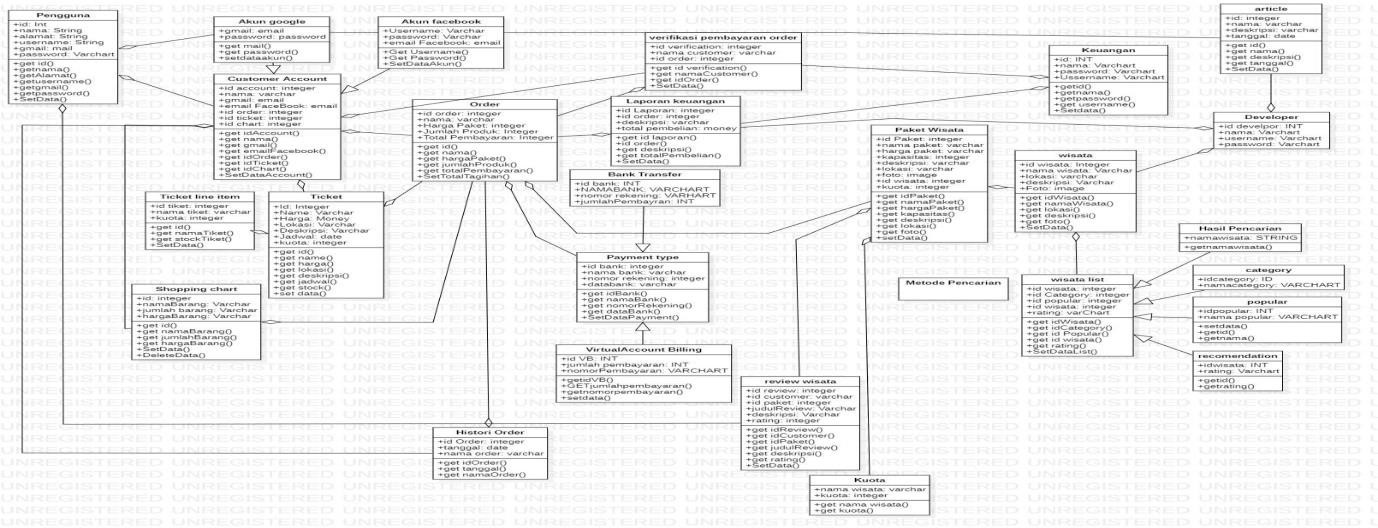 Pengguna
+id: Int
+nama: String
+alamat: String
+username: String
+gmail: mail
+password: Varchart
+get id()
+getnama()
+getAlamat()
+getusername()
+getgmail()
+getpassword()
+SetData()
Akun google
+gmail: email
+password: password
+get mail()
+get password()
+setdataakun()
Akun facebook
+Username: Varchar
+password: Varchar
+email Facebook: email
+Get Username()
+Get Password()
+SetDataAkun()
Customer Account
+id account: integer
+nama: varchar
+gmail: email
+email FaceBook: email
+id order: integer
+id ticket: integer
+id chart: integer
+get idAccount()
+get nama()
+get gmail()
+get emailFacebook()
+get idOrder()
+get idTicket()
+get idChart()
+SetDataAccount()
verifikasi pembayaran order
+id verification: integer
+nama customer: varchar
+id order: integer
+get id verification()
+get namaCustomer()
+get idOrder()
+SetData()
Keuangan
+id: INT
+nama: Varchart
+password: Varchart
+Ussername: Varchart
+getid()
+getnama()
+getpassword()
+get username()
+Setdata()
article
+id: integer
+nama: varchar
+deskripsi: varchar
+tanggal: date
+get id()
+get nama()
+get deskripsi()
+get tanggal()
+SetData()
Order
+id order: integer
+nama: varchar
+Harga Paket: Integer
+Jumlah Produk: Integer
+Total Pembayaran: Integer
+get id()
+get nama()
+get hargaPaket()
+get jumlahProduk()
+get totalPembayaran()
+SetTotalTagihan()
Laporan keuangan
+id Laporan: integer
+id order: integer
+deskripsi: varchar
+total pembelian: money
+get id laporan()
+id order()
+get deskripsi()
+get totalPembelian()
+SetData()
Developer
+id develpor: INT
+nama: Varchart
+username: Varchart
+password: Varchart
Paket Wisata
+id Paket: integer
+nama paket: varchar
+harga paket: varchar
+kapasitas: integer
+deskripsi: varchar
+lokasi: varchar
+foto: image
+id wisata: integer
+kuota: integer
+get idPaket()
+get namaPaket()
+get hargaPaket()
+get kapasitas()
+get deskripsi()
+get lokasi()
+get foto()
+setData()
wisata
+id wisata: Integer
+nama wisata: Varchar
+lokasi: varchar
+deskripsi: Varchar
+Foto: image
+get idWisata()
+get namaWisata()
+get lokasi()
+get deskripsi()
+get foto()
+SetData()
Bank Transfer
+id bank: INT
+NAMABANK: VARCHART
+nomor rekening: VARHART
+jumlahPembayran: INT
Ticket line item
+id tiket: integer
+nama tiket: varchar
+kuota: integer
+get id()
+get namaTiket()
+get stockTiket()
+SetData()
Ticket
+Id: Integer
+Name: Varchar
+Harga: Money
+Lokasi: Varchar
+Deskripsi: Varchar
+Jadwal: date
+kuota: integer
+get id()
+get name()
+get harga()
+get lokasi()
+get deskripsi()
+get jadwal()
+get stock()
+set data()
Hasil Pencarian
+namawisata: STRING
+getnamawisata()
Payment type
+id bank: integer
+nama bank: varchar
+nomor rekening: integer
+databank: varchar
+get idBank()
+get namaBank()
+get nomorRekening()
+get dataBank()
+SetDataPayment()
Metode Pencarian
wisata list
+id wisata: integer
+id Category: integer
+id popular: integer
+id Wisata: integer
+rating: varChart
+get idWisata()
+get idCategory()
+get id Popular()
+get id wisata()
+get rating()
+SetDataList()
category
+idcategory: ID
+namacategory: VARCHART
Shopping chart
+id: integer
+namaBarang: Varchar
+jumlah barang: Varchar
+hargaBarang: Varchar
+get id()
+get namaBarang()
+get jumlahBarang()
+get hargaBarang()
+SetData()
+DeleteData()
popular
+idpopular: INT
+nama popular: VARCHART
+setdata()
+getid()
+getnama()
VirtualAccount Billing
+id VB: INT
+jumlah pembayaran: INT
+nomorPembayaran: VARCHART
+getidVB()
+GETjumlahpembayaran()
+getnomorpembayaran()
+setdata()
recomendation
+idwisata: INT
+rating: Varchart
+getid()
+getrating()
review wisata
+id review: integer
+id customer: varchar
+id paket: integer
+judulReview: Varchar
+deskripsi: Varchar
+rating: integer
+get idReview()
+get idCustomer()
+get idPaket()
+get judulReview()
+get deskripsi()
+get rating()
+SetData()
Histori Order
+id Order: integer
+tanggal: date
+nama order: varchar
+get idOrder()
+get tanggal()
+get namaOrder()
Kuota
+nama wisata: varchar
+kuota: integer
+get nama wisata()
+get kuota()